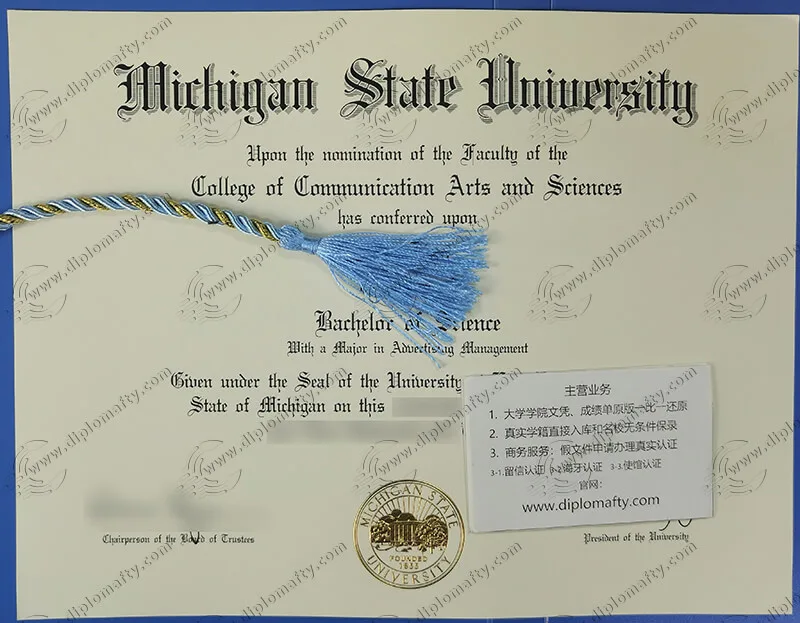 Michigan State University
Upon the nomination of the Faculty of the
College of Communication Arts and Sciences
has conferred upon
Bachelor of
With a Major in Advertising Management
Given under the Seal of the University
State of Michigan on this
主营业务
1. 大学学院文凭、成绩单原版一比一还原
2. 真实学籍直接入库和名校无条件保录
3. 商务服务：假文件申请办理真实认证
3-1.留信认证 3-2.海牙认证 3-3.使馆认证
官网：
www.diplomafty.com
MICHIGAN STATE
FOUNDED
1855
UNIVERSITY
Chairperson of the Board of Trustees
President of the University
www.diplomafty.com